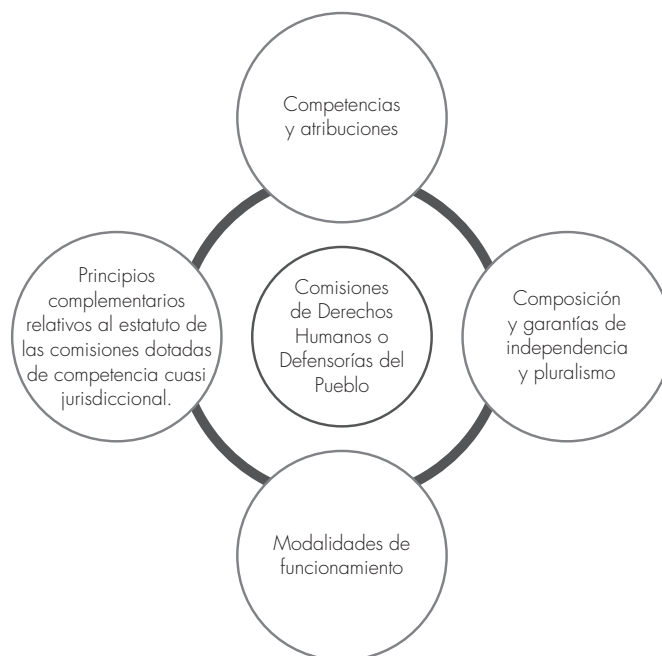 Competencias
y atribuciones
Principios
complementarios
relativos al estatuto de
las comisiones dotadas
de competencia cuasi
jurisdiccional.
Comisiones
de Derechos
Humanos o
Defensorías del
Pueblo
Composición
y garantías de
independencia
y pluralismo
Modalidades de
funcionamiento